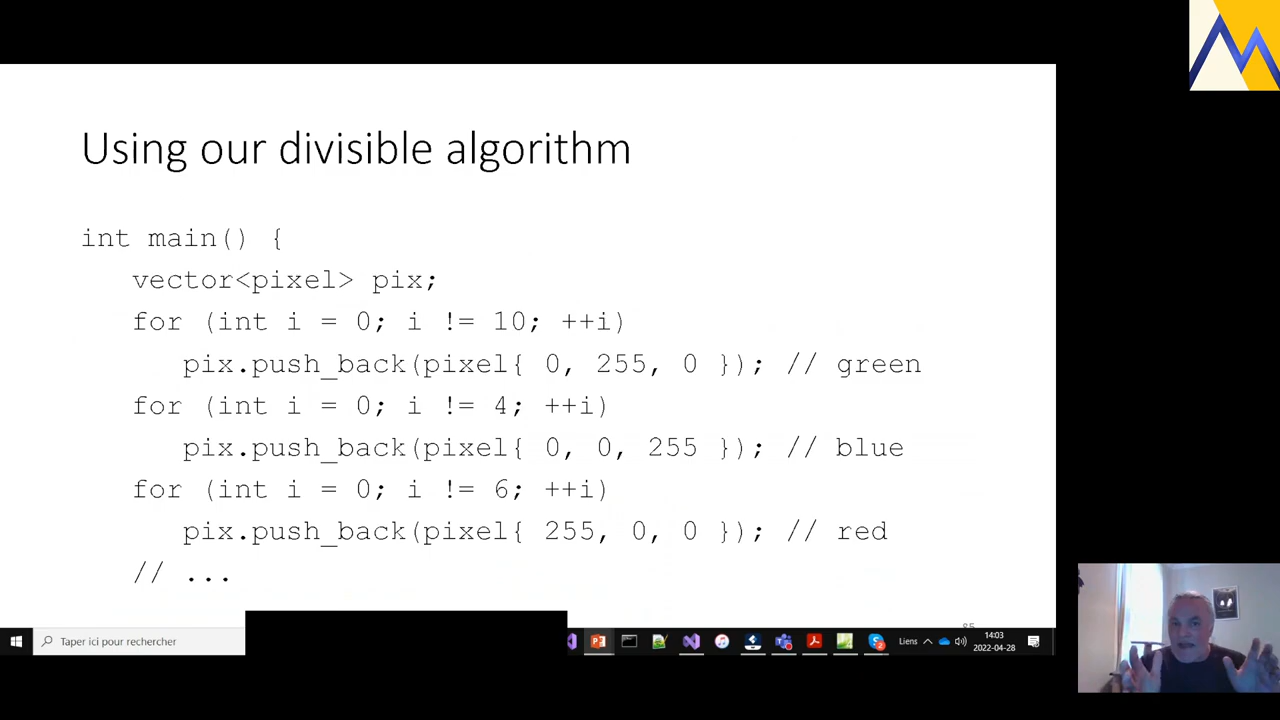 Using our divisible algorithm
int main() {
vector<pixel> pix;
for (int i = 0; i != 10; ++i)
pix.push_back(pixel{ 0, 255, 0 }); // green
for (int i = 0; i != 4; ++i)
pix.push_back(pixel{ 0, 0, 255 }); // blue
for (int i = 0; i != 6; ++i)
pix.push_back(pixel{ 255, 0, 0 }); // red
// ...
85
Taper ici pour rechercher
Liens
14:03
2022-04-28